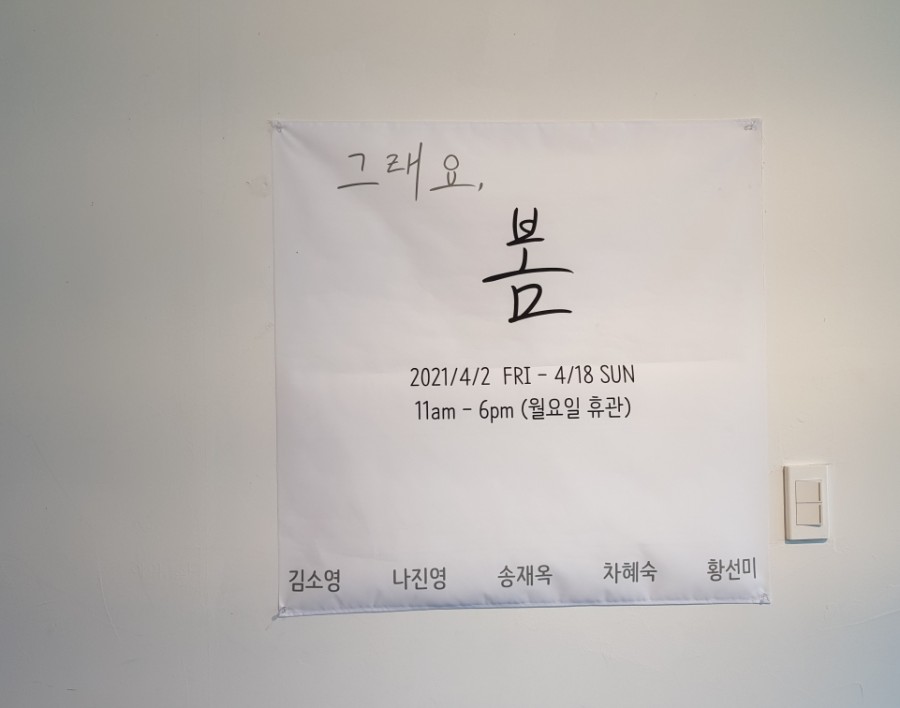 그래요,
봄
2021/4/2 FRI - 4/18 SUN
11am - 6pm (월요일 휴관)
김소영 나진영 송재옥 차혜숙 황선미